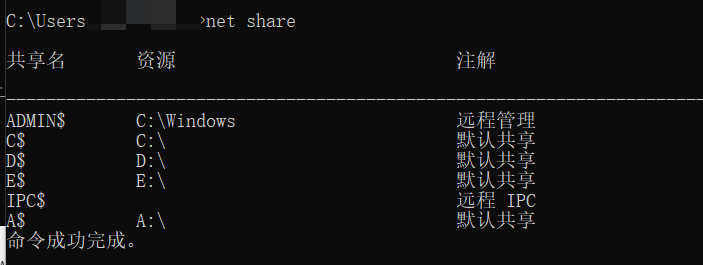 C:\Users >net share
共享名 资源 注解
-------------------------------------------------------------------------------
ADMIN$ C:\Windows 远程管理
C$ C:\ 默认共享
D$ D:\ 默认共享
E$ E:\ 默认共享
IPC$ 远程 IPC
A$ A:\ 默认共享
命令成功完成。